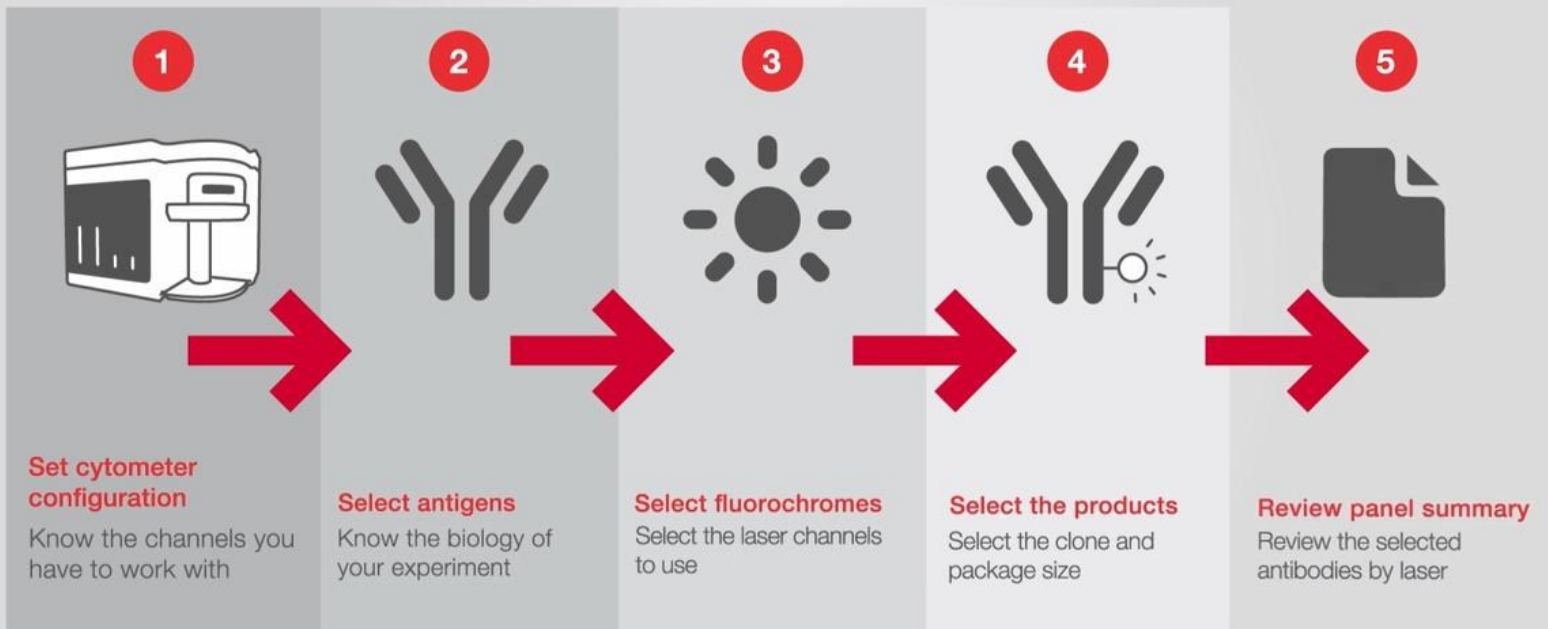 1
2
3
4
5
Set cytometer
configuration
Know the channels you
have to work with
Select antigens
Know the biology of
your experiment
Select fluorochromes
Select the laser channels
to use
Select the products
Select the clone and
package size
Review panel summary
Review the selected
antibodies by laser